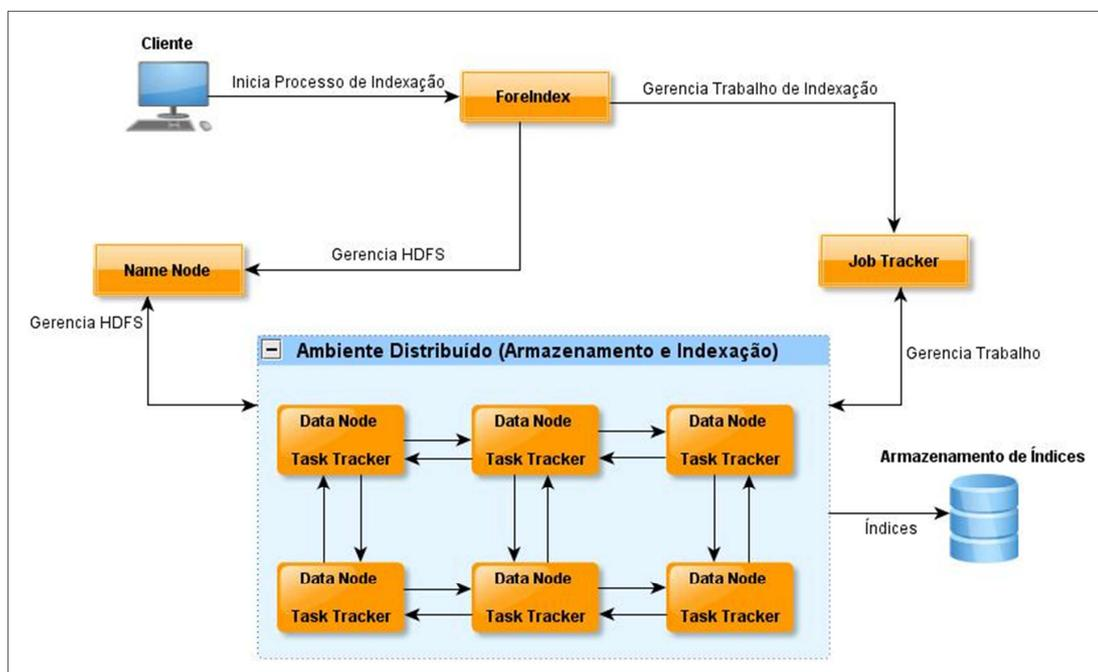 Cliente
Inicia Processo de Indexação
ForeIndex
Gerencia Trabalho de Indexação
Gerencia HDFS
Name Node
Job Tracker
Gerencia HDFS
Gerencia Trabalho
Ambiente Distribuído (Armazenamento e Indexação)
Data Node
Task Tracker
Data Node
Task Tracker
Data Node
Task Tracker
Armazenamento de Índices
Índices
Data Node
Task Tracker
Data Node
Task Tracker
Data Node
Task Tracker